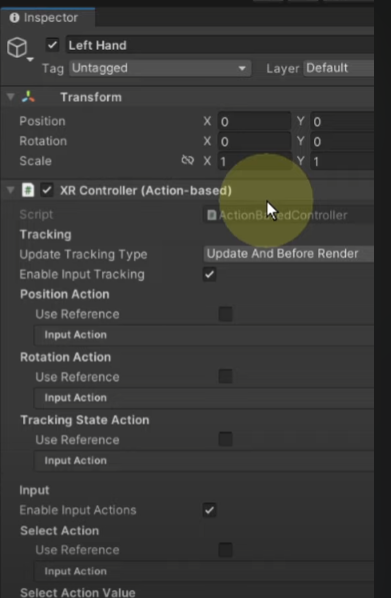 Inspector
Left Hand
Tag Untagged Layer Default
Transform
Position X 0 Y 0
Rotation X 0 Y 0
Scale X 1 Y 1
XR Controller (Action-based)
Script ActionBasedController
Tracking
Update Tracking Type Update And Before Render
Enable Input Tracking
Position Action
Use Reference
Input Action
Rotation Action
Use Reference
Input Action
Tracking State Action
Use Reference
Input Action
Input
Enable Input Actions
Select Action
Use Reference
Input Action
Select Action Value